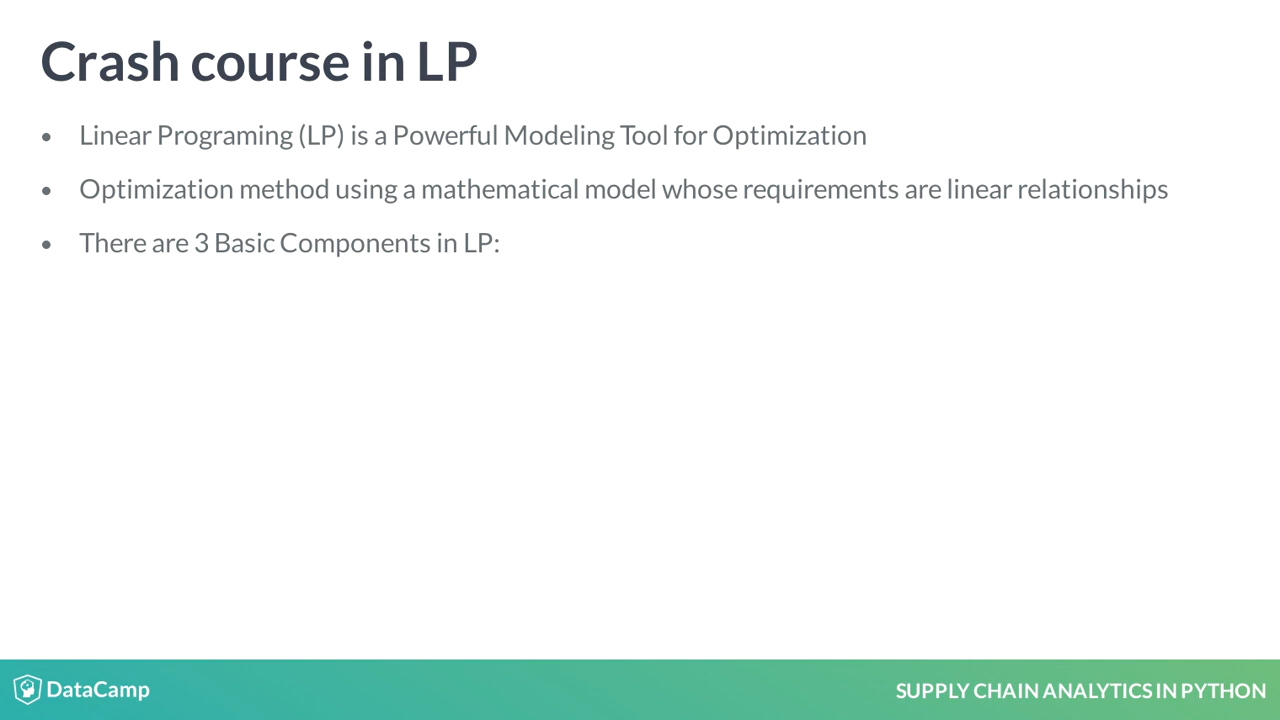 Crash course in LP
• Linear Programing (LP) is a Powerful Modeling Tool for Optimization
• Optimization method using a mathematical model whose requirements are linear relationships
• There are 3 Basic Components in LP:
DataCamp
SUPPLY CHAIN ANALYTICS IN PYTHON